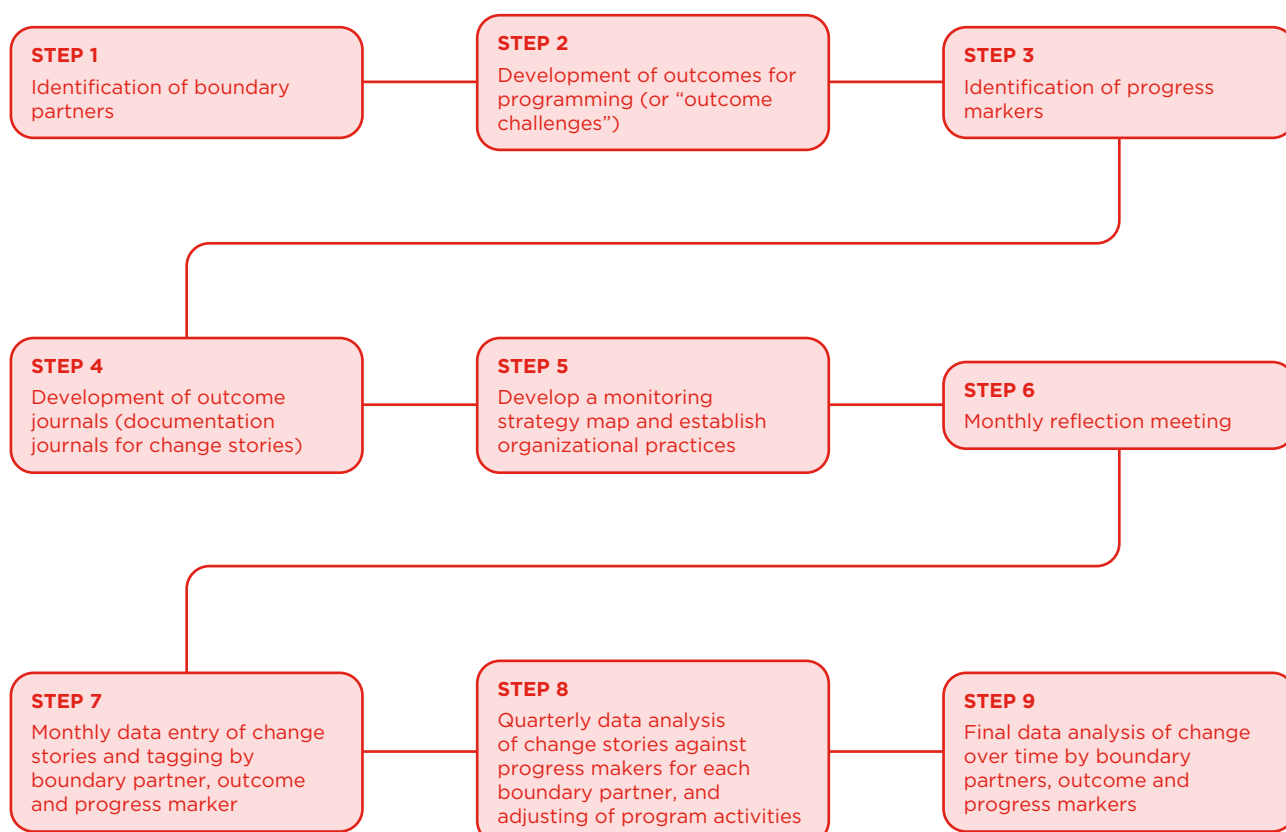 STEP 1
Identification of boundary
partners
STEP 2
Development of outcomes for
programming (or “outcome
challenges”)
STEP 3
Identification of progress
markers
STEP 4
Development of outcome
journals (documentation
journals for change stories)
STEP 5
Develop a monitoring
strategy map and establish
organizational practices
STEP 6
Monthly reflection meeting
STEP 7
Monthly data entry of change
stories and tagging by
boundary partner, outcome
and progress marker
STEP 8
Quarterly data analysis
of change stories against
progress makers for each
boundary partner, and
adjusting of program activities
STEP 9
Final data analysis of change
over time by boundary
partners, outcome and
progress markers